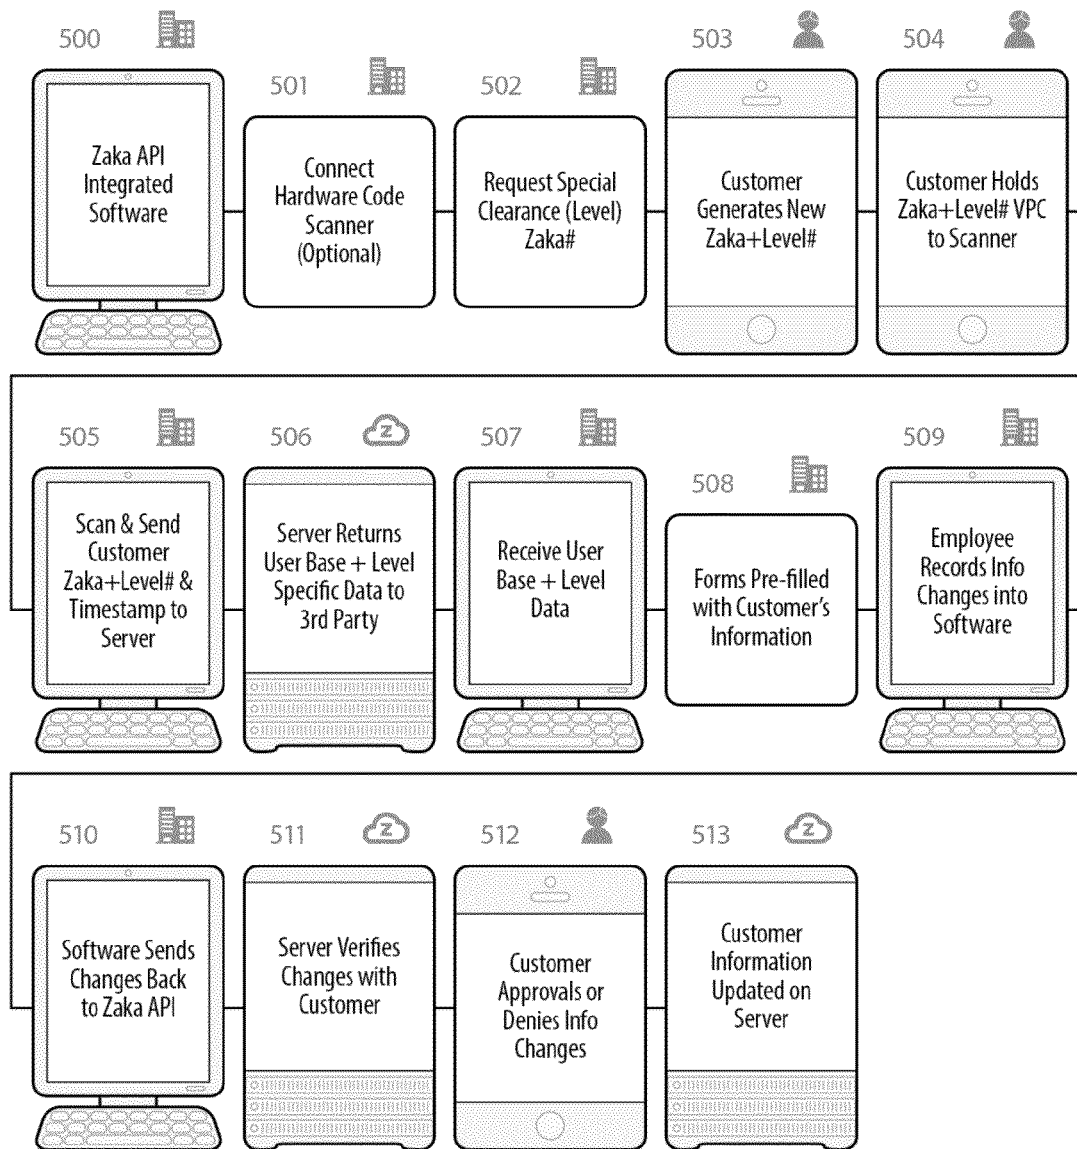 500
Zaka API
Integrated
Software
501
Connect
Hardware Code
Scanner
(Optional)
502
Request Special
Clearance (Level)
Zaka#
503
Customer
Generates New
Zaka+Level#
504
Customer Holds
Zaka+Level# VPC
to Scanner
505
Scan & Send
Customer
Zaka+Level# &
Timestamp to
Server
506
Z
Server Returns
User Base + Level
Specific Data to
3rd Party
507
Receive User
Base + Level
Data
508
Forms Pre-filled
with Customer's
Information
509
Employee
Records Info
Changes into
Software
510
Software Sends
Changes Back
to Zaka API
511
Z
Server Verifies
Changes with
Customer
512
Customer
Approvals or
Denies Info
Changes
513
Z
Customer
Information
Updated on
Server